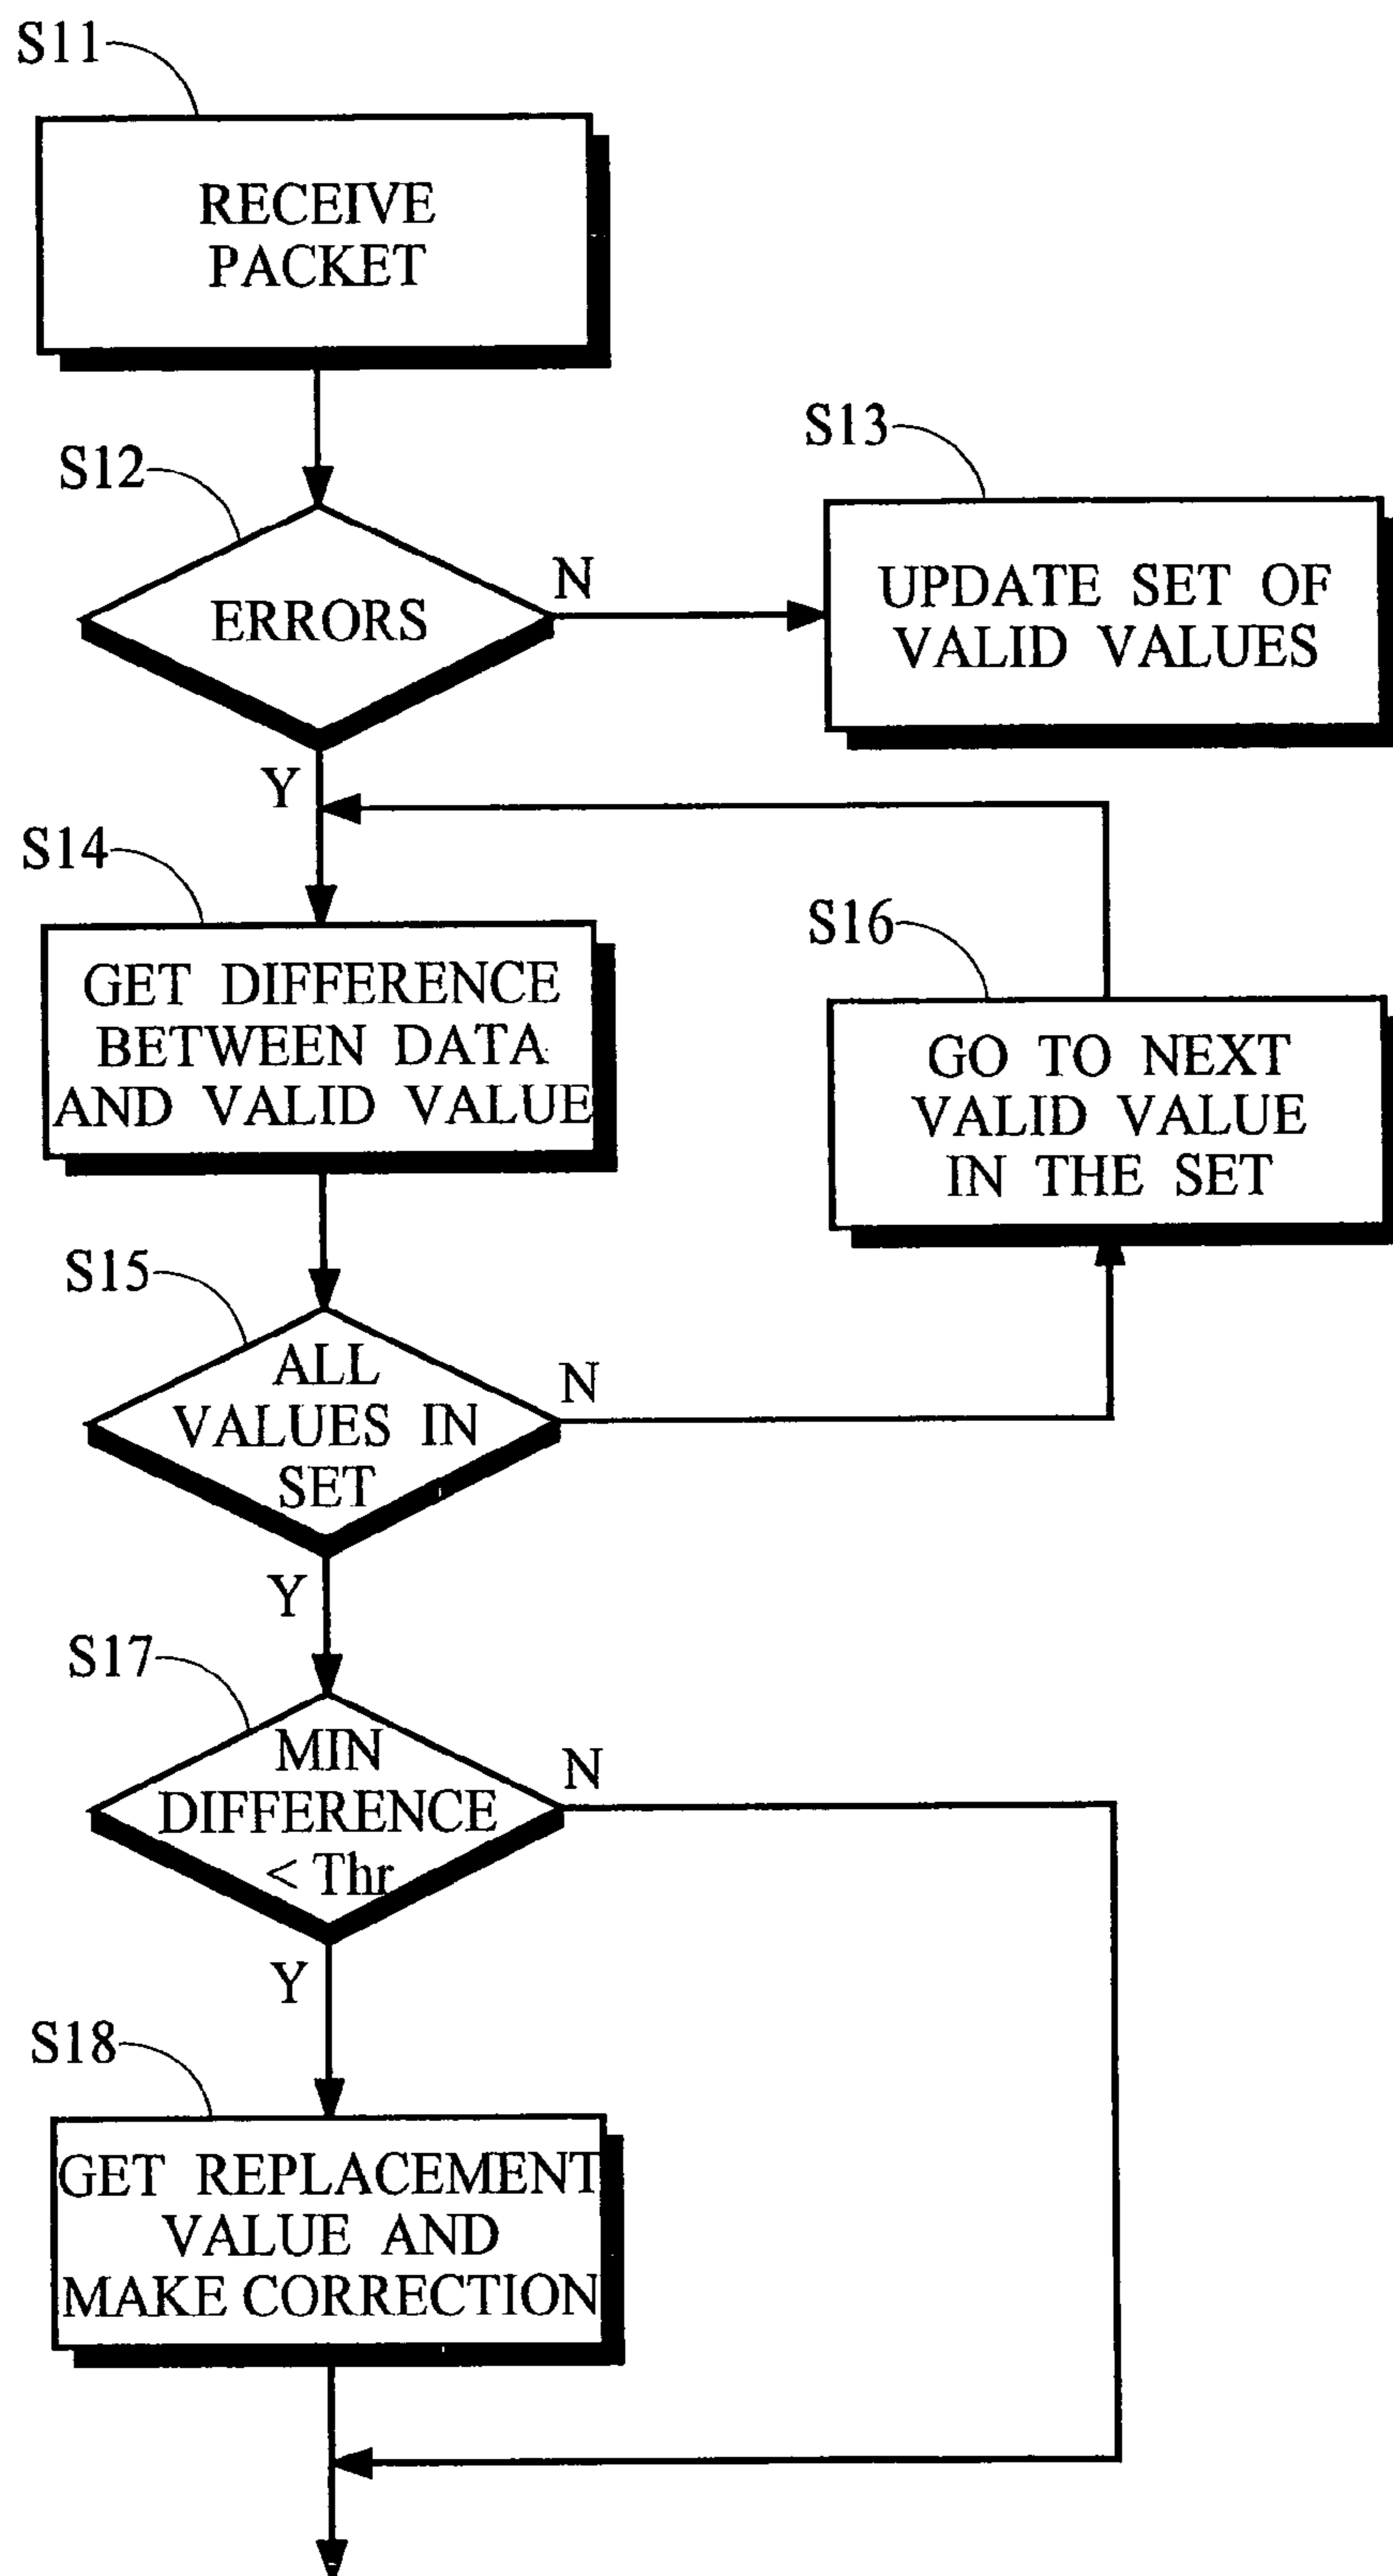 S11
RECEIVE
PACKET
S12
ERRORS
N
Y
S13
UPDATE SET OF
VALID VALUES
S14
GET DIFFERENCE
BETWEEN DATA
AND VALID VALUE
S16
GO TO NEXT
VALID VALUE
IN THE SET
S15
ALL
VALUES IN
SET
N
Y
S17
MIN
DIFFERENCE
< Thr
N
Y
S18
GET REPLACEMENT
VALUE AND
MAKE CORRECTION